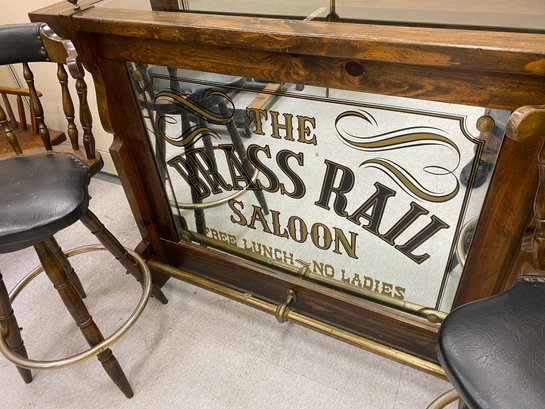 THE
BRASS RAIL
SALOON
FREE LUNCH - NO LADIES